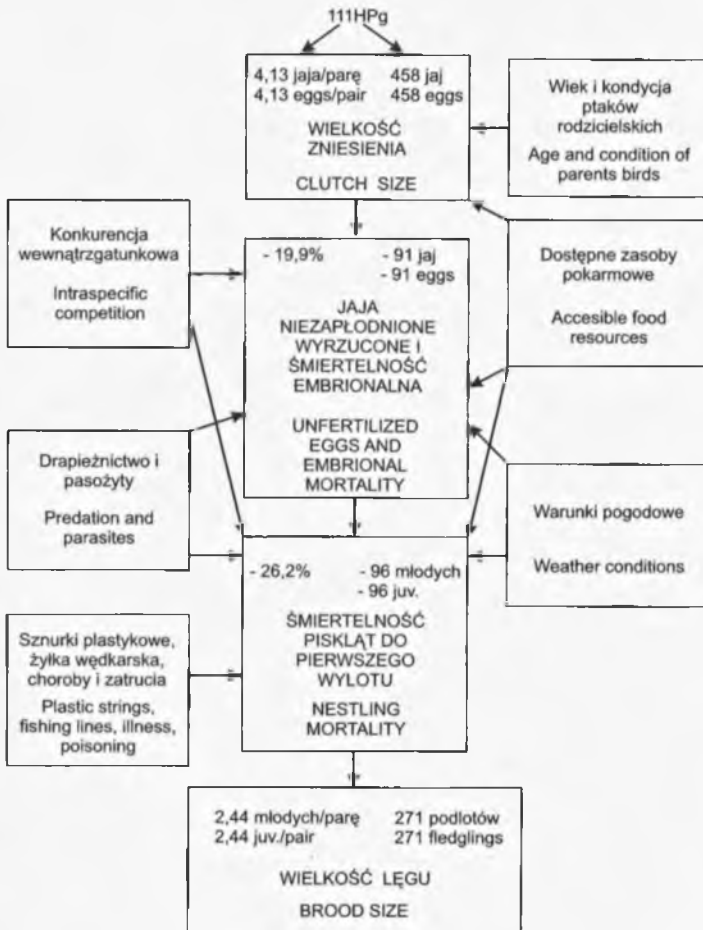 111HPg
4,13 jaja/parę 458 jaj
4,13 eggs/pair 458 eggs
WIELKOŚĆ
ZNIESIENIA
CLUTCH SIZE
Wiek i kondycja
ptaków
rodzicielskich
Age and condition of
parents birds
Konkurencja
wewnątrzgatunkowa
Intraspecific
competition
- 19,9% - 91 jaj
- 91 eggs
JAJA
NIEZAPŁODNIONE
WYRZUCONE I
ŚMIERTELNOŚĆ
EMBRIONALNA
UNFERTILIZED
EGGS AND
EMBRIONAL
MORTALITY
Dostępne zasoby
pokarmowe
Accesible food
resources
Drapieżnictwo i
pasożyty
Predation and
parasites
Warunki pogodowe
Weather conditions
- 26,2% - 96 młodych
- 96 juv.
ŚMIERTELNOŚĆ
PISKLĄT DO
PIERWSZEGO
WYLOTU
NESTLING
MORTALITY
Sznurki plastykowe,
żyłka wędkarska,
choroby i zatrucia
Plastic strings,
fishing lines, illness,
poisoning
2,44 młodych/parę 271 podlotów
2,44 juv./pair 271 fledglings
WIELKOŚĆ LĘGU
BROOD SIZE